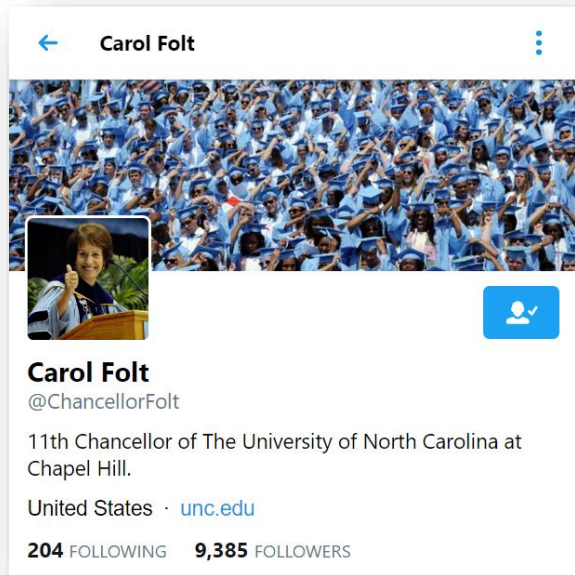 Carol Folt
Carol Folt
@ChancellorFolt
11th Chancellor of The University of North Carolina at
Chapel Hill.
United States · unc.edu
204 FOLLOWING 9,385 FOLLOWERS